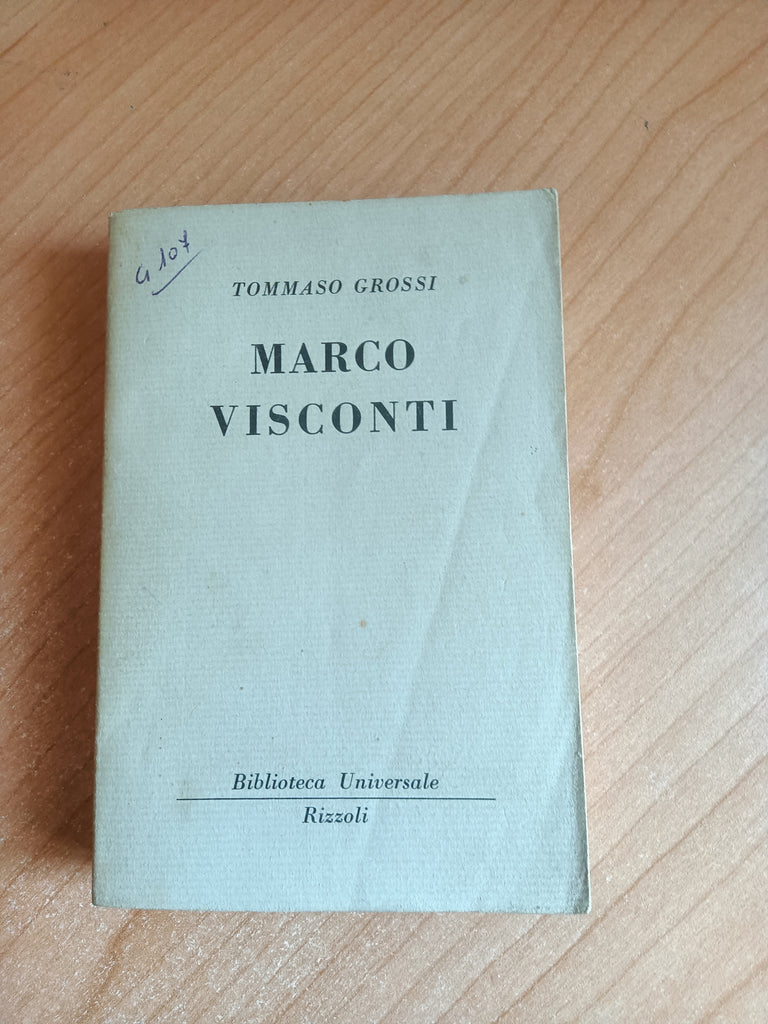 G 107
TOMMASO GROSSI
MARCO
VISCONTI
Biblioteca Universale
Rizzoli